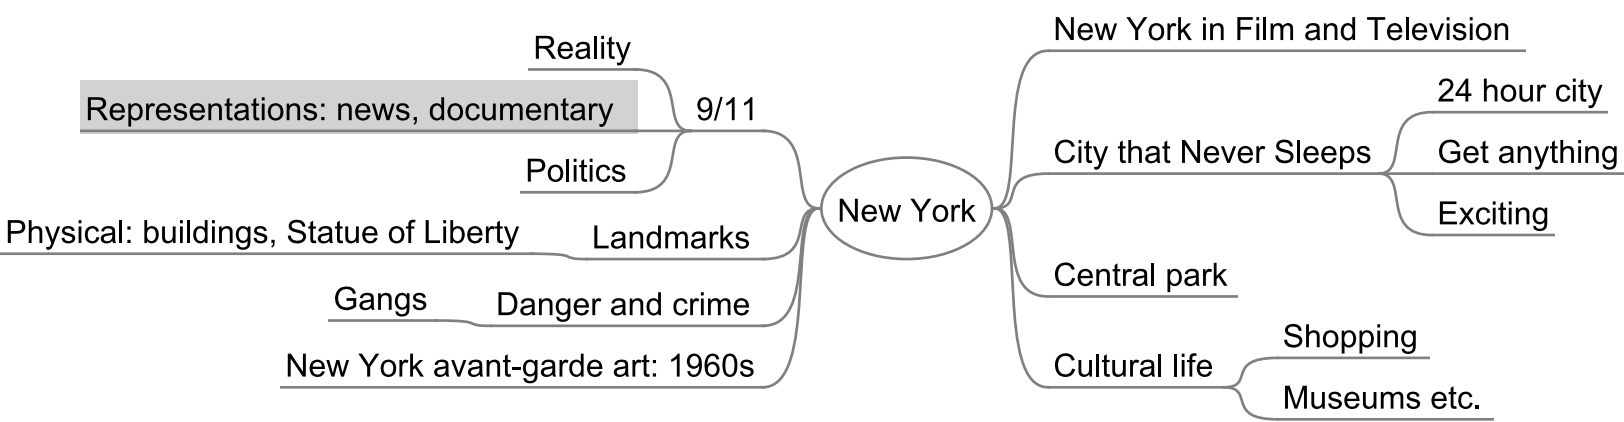 New York
Reality
Representations: news, documentary
Politics
9/11
Physical: buildings, Statue of Liberty
Landmarks
Gangs
Danger and crime
New York avant-garde art: 1960s
New York in Film and Television
City that Never Sleeps
24 hour city
Get anything
Exciting
Central park
Cultural life
Shopping
Museums etc.